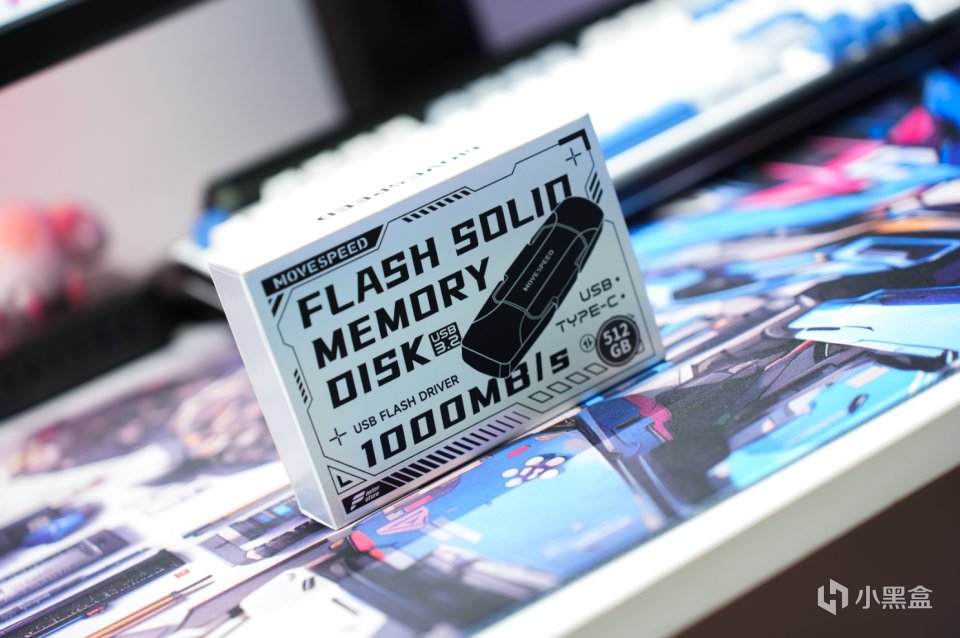 MOVESPEED
MOVESPEED
FLASH SOLID
MEMORY
DISK USB 3.2
MOVESPEED
USB
TYPE-C
512
GB
USB FLASH DRIVER
1000MB/s
小黑盒